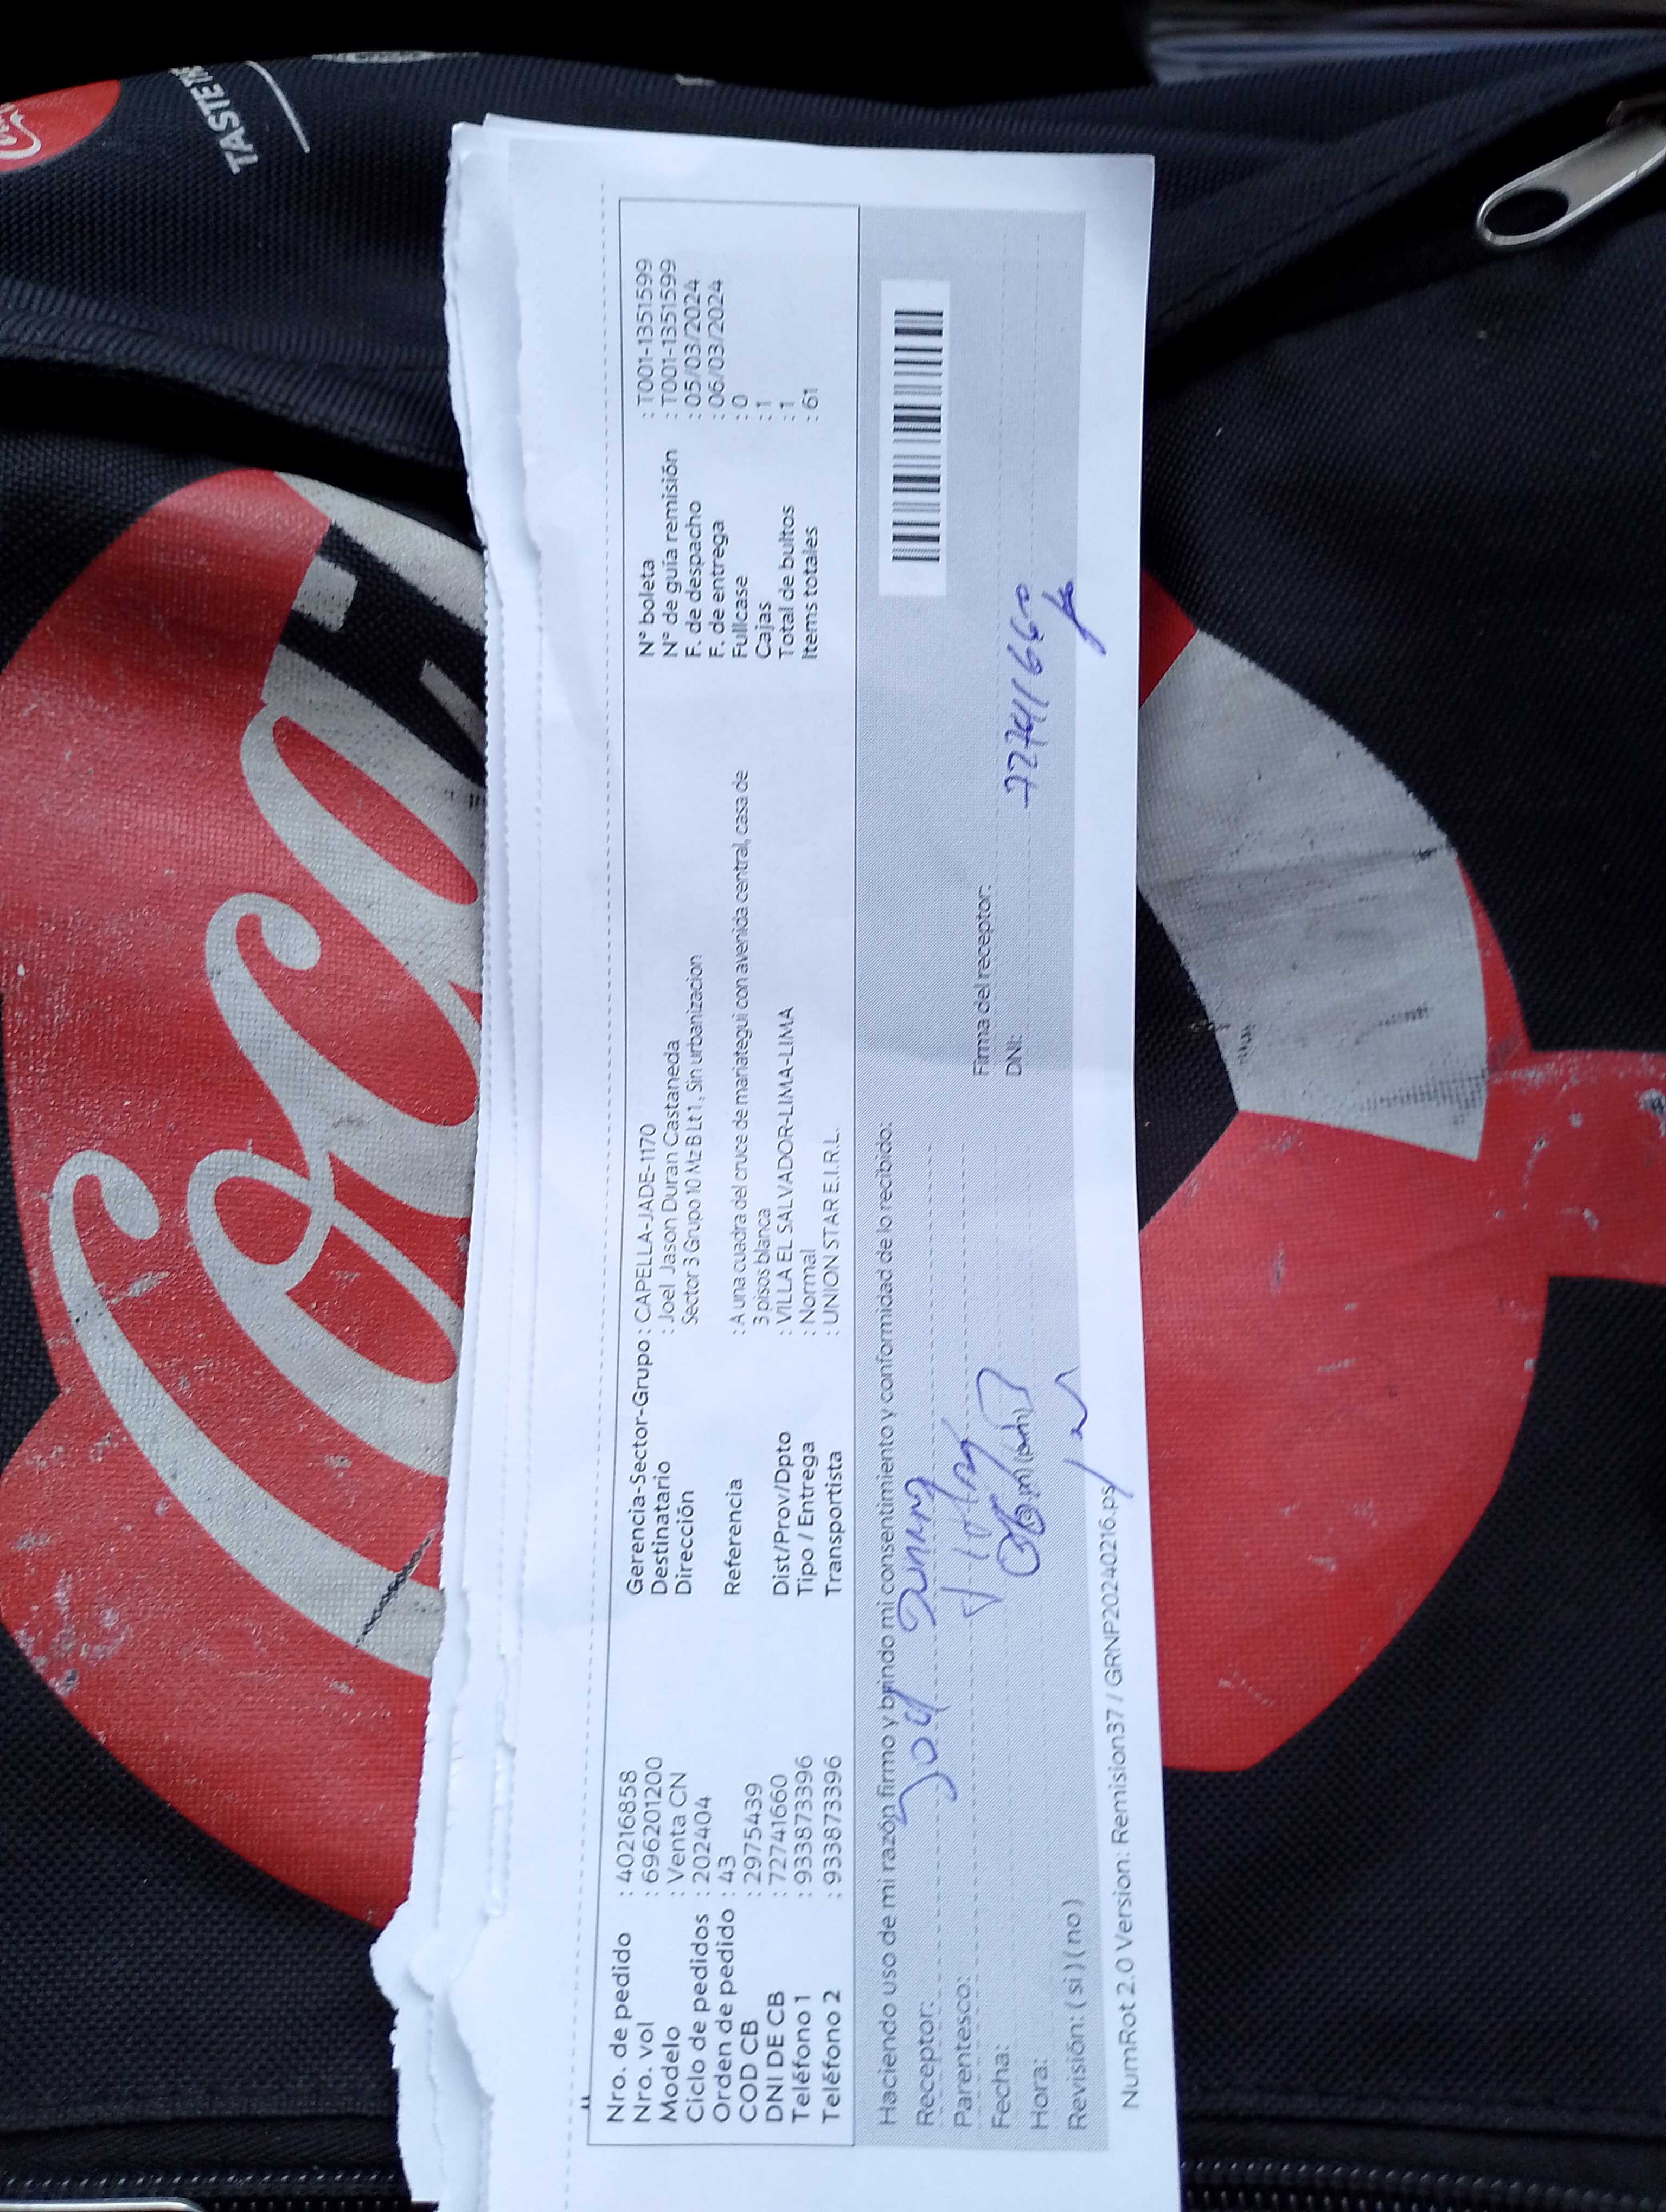 Nro. de pedido : 40216858
Nro. vol : 696201200
Modelo : Venta CN
Ciclo de pedidos : 202404
Orden de pedido : 43
COD CB : 2975439
DNI DE CB : 72741660
Teléfono 1 : 933873396
Teléfono 2 : 933873396
Gerencia-Sector-Grupo : CAPELLA-JADE-1170
Destinatario : Joel Jason Duran Castaneda
Dirección Sector 3 Grupo 10 Mz B Lt 1, Sin urbanizacion
Referencia : A una cuadra del cruce de mariategui con avenida central, casa de
3 pisos blanca
Dist/Prov/Dpto : VILLA EL SALVADOR-LIMA-LIMA
Tipo / Entrega : Normal
Transportista : UNION STAR E.I.R.L.
N° boleta : T001-1351599
N° de guía remisión : T001-1351599
F. de despacho : 05/03/2024
F. de entrega : 06/03/2024
Fullcase : 0
Cajas : 1
Total de bultos : 1
Items totales : 61
Haciendo uso de mi razón firmo y brindo mi consentimiento y conformidad de lo recibido:
Receptor:
Parentesco:
Fecha:
Hora: (pm)
Revisión: ( si ) ( no )
Firma del receptor:
DNI: 72741660
NumRot 2.0 Version: Remision37 / GRNP20240216.ps
Coca
TASTE